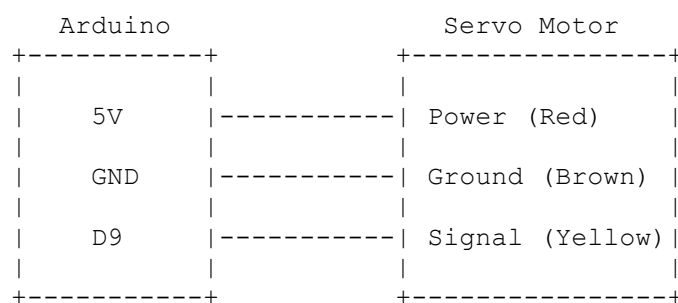 Arduino Servo Motor
5V Power (Red)
GND Ground (Brown)
D9 Signal (Yellow)